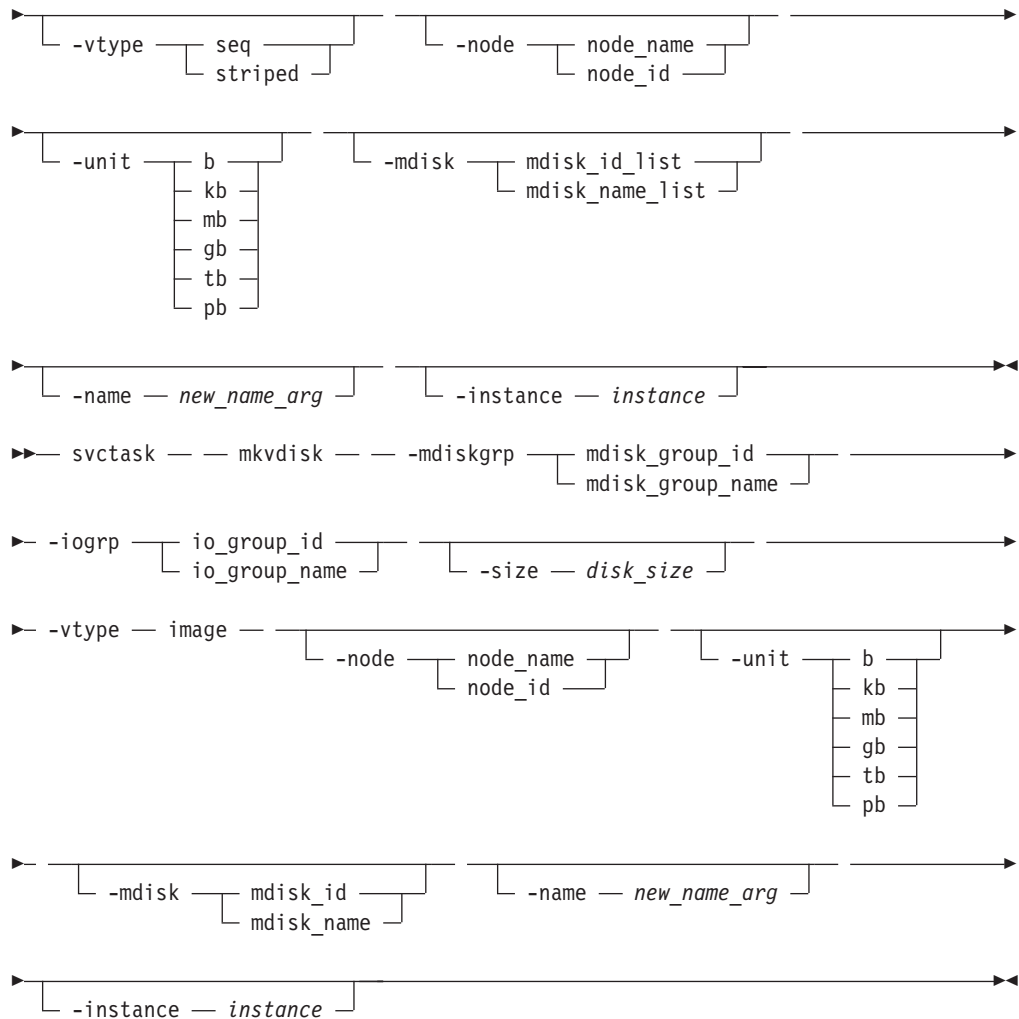 -vtype seq -node node_name
striped node_id
-unit b -mdisk mdisk_id_list
kb mdisk_name_list
mb
gb
tb
pb
-name new_name_arg -instance instance
svctask mkvdisk -mdiskgrp mdisk_group_id
mdisk_group_name
-iogrp io_group_id
io_group_name -size disk_size
-vtype image -node node_name -unit b
node_id kb
mb
gb
tb
pb
-mdisk mdisk_id -name new_name_arg
mdisk_name
-instance instance